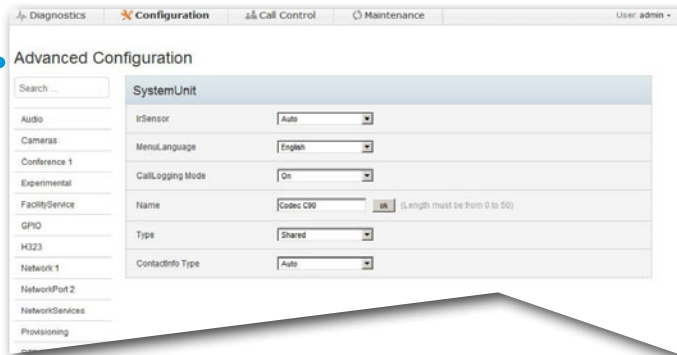 Diagnostics Configuration Call Control Maintenance User: admin
Advanced Configuration
Search ...
SystemUnit
Audio
Cameras
Conference 1
Experimental
FacilityService
GPIO
H323
Network 1
NetworkPort 2
NetworkServices
Provisioning
IrSensor Auto
MenuLanguage English
CallLogging Mode On
Name Codec C90 ok (Length must be from 0 to 50)
Type Shared
ContactInfo Type Auto